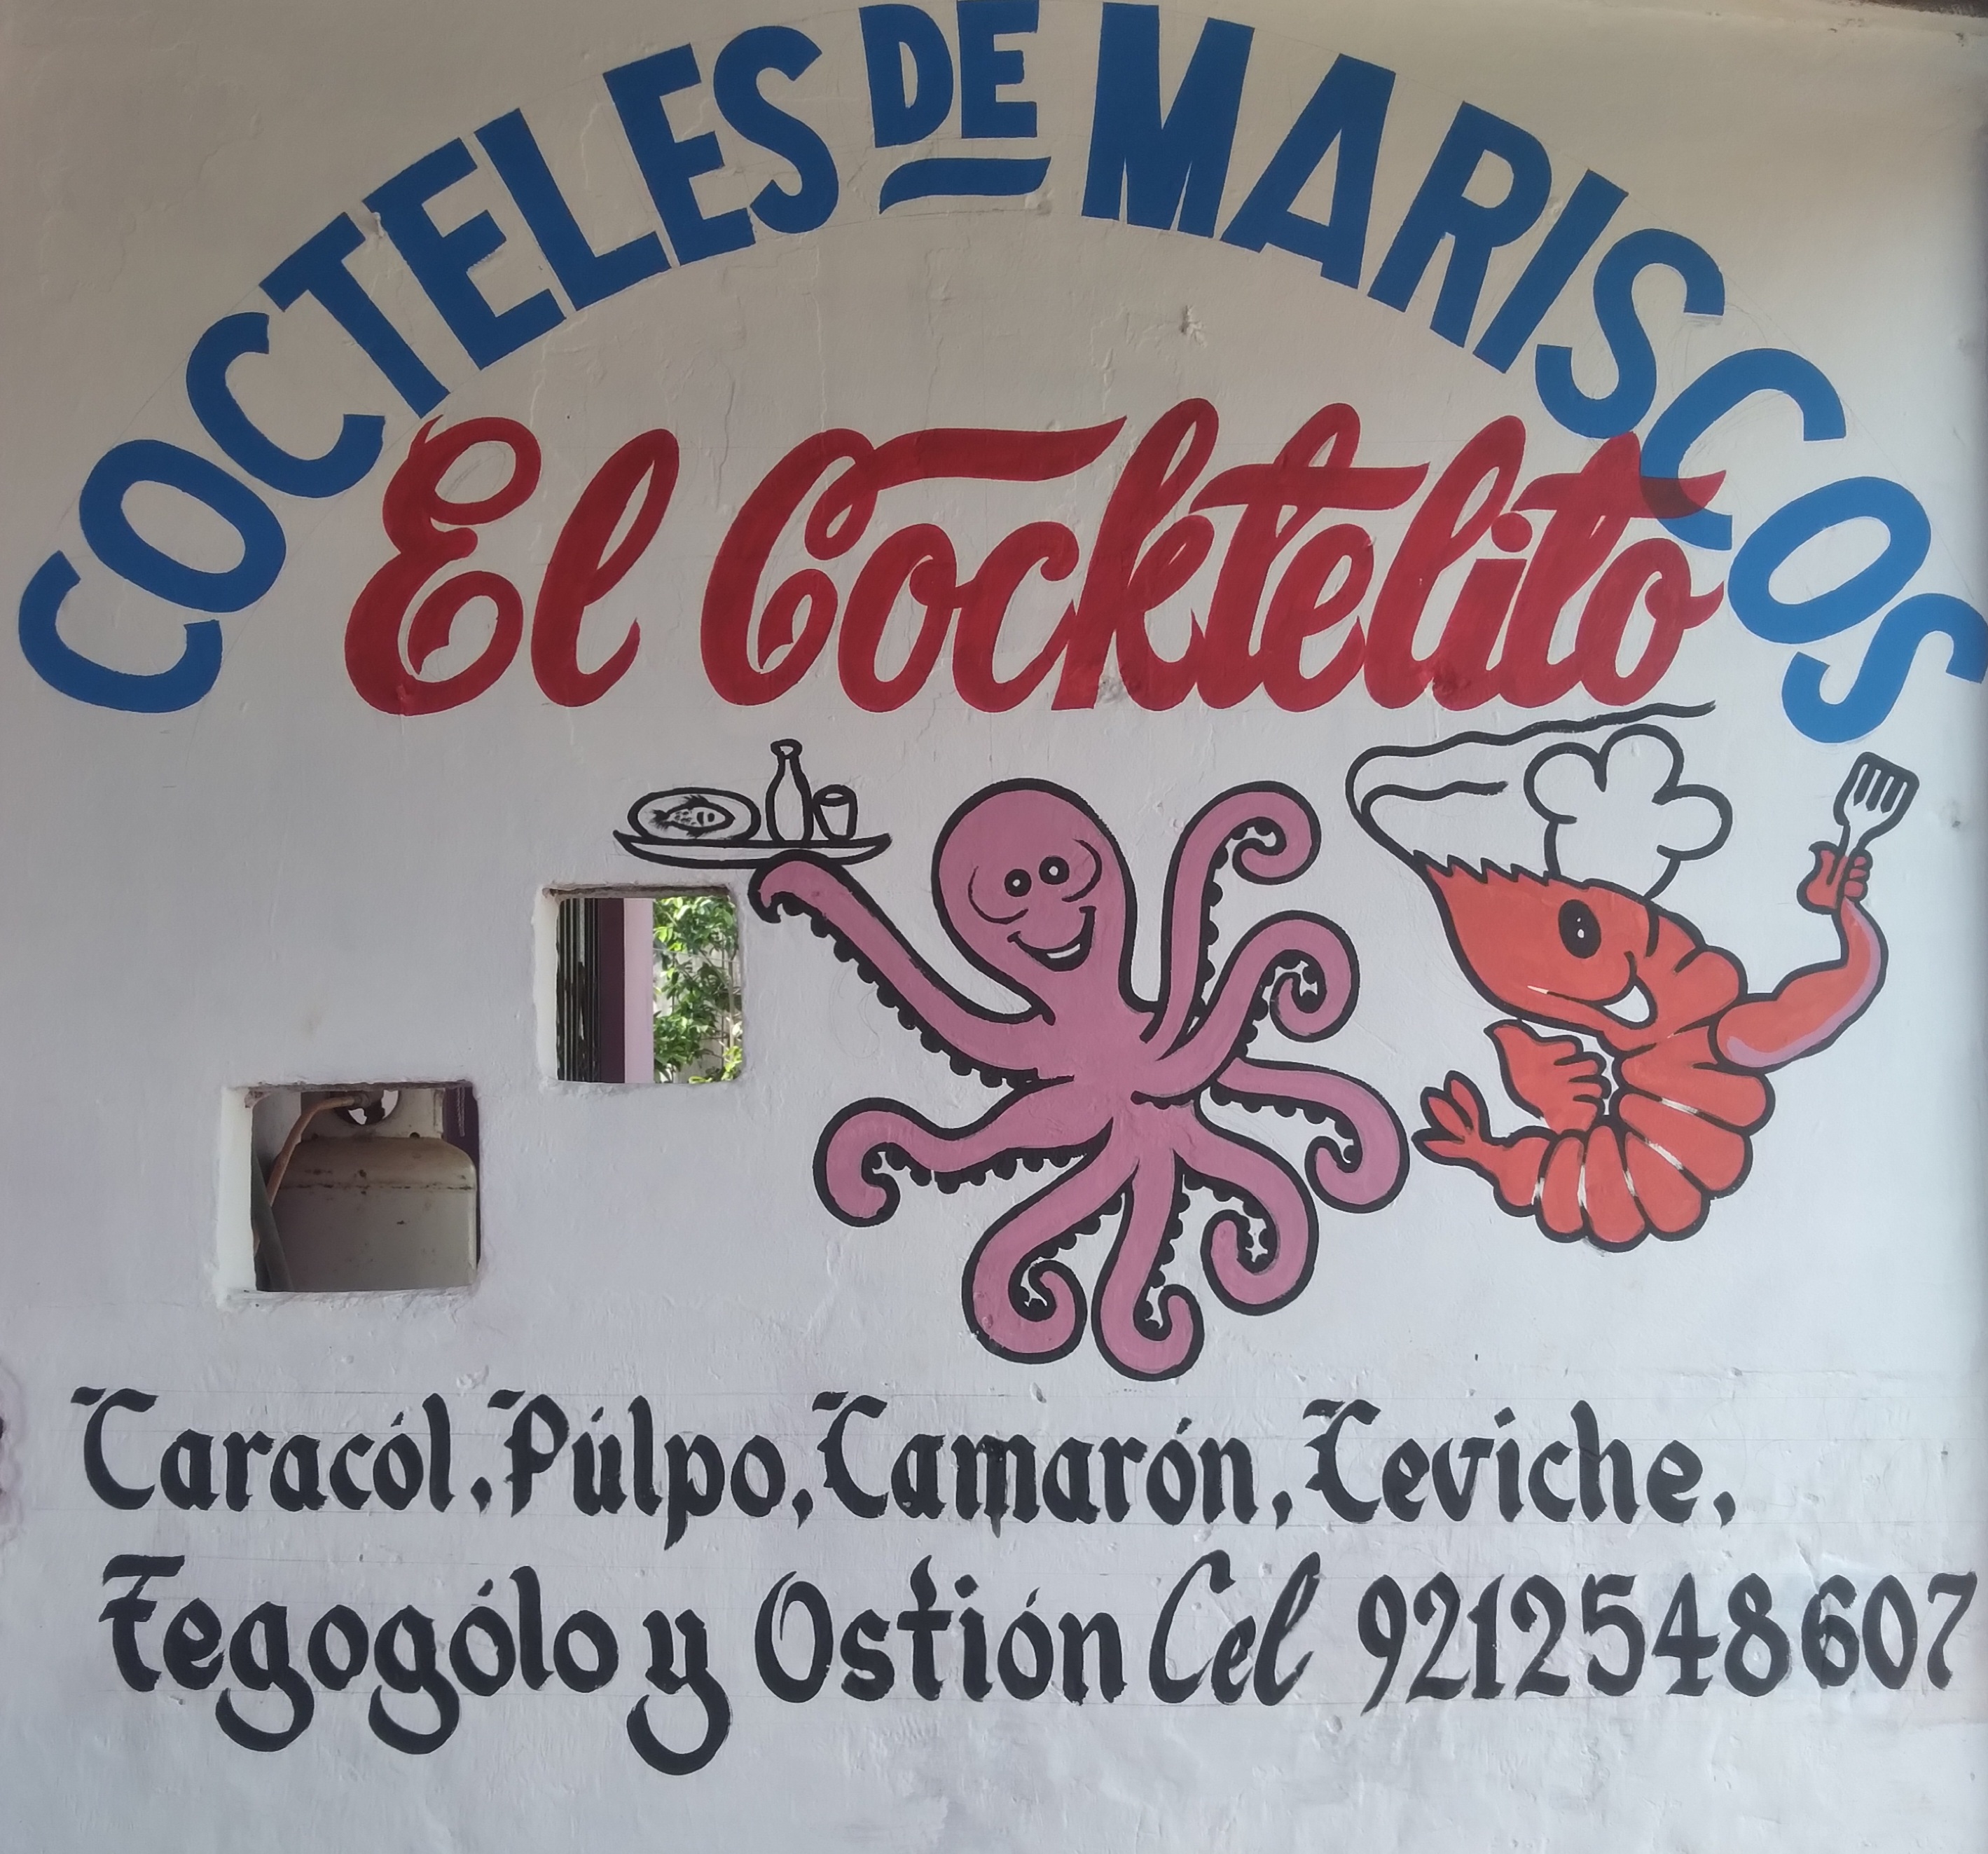 COCTELES DE MARISCOS
El Cocktelito
Caracól, Púlpo, Camarón, Ceviche,
Tegogólo y Ostión Cel 9212548607